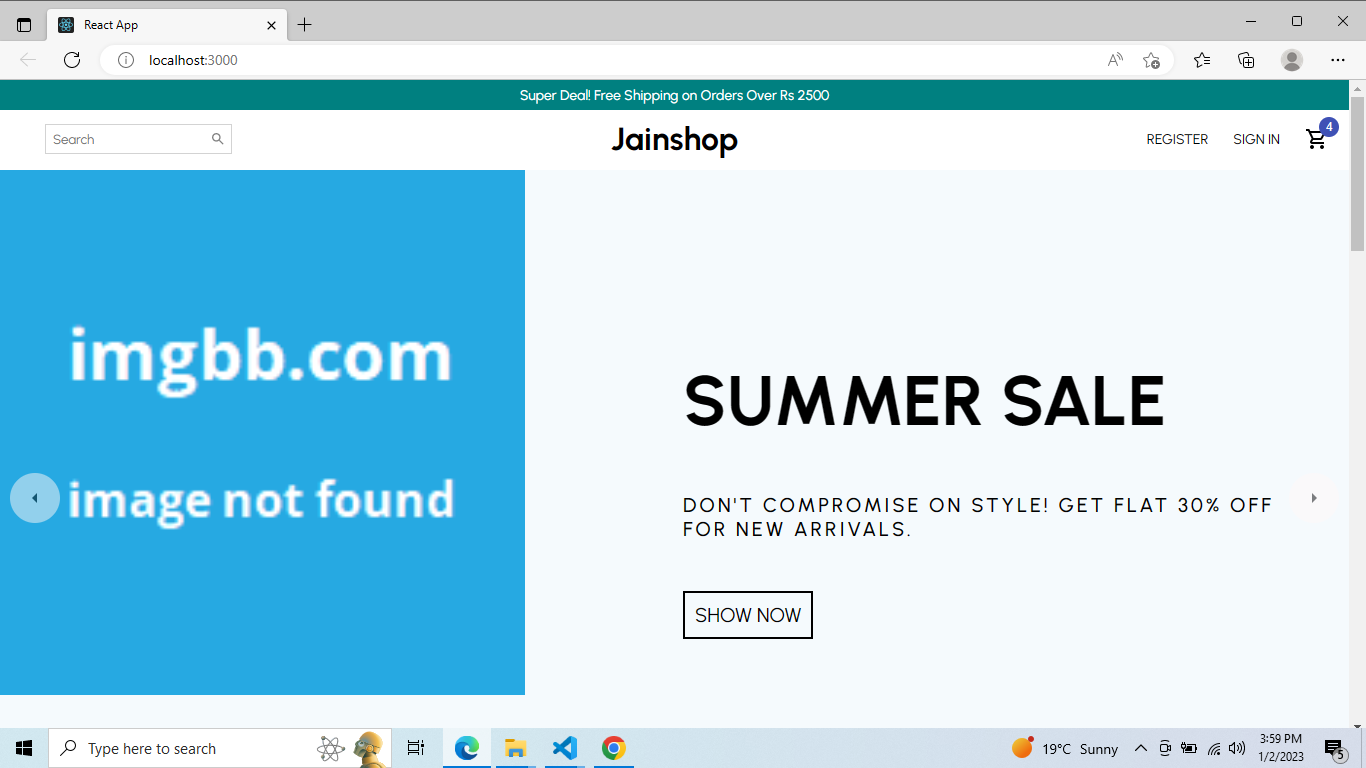 React App
localhost:3000
Super Deal! Free Shipping on Orders Over Rs 2500
Search
Jainshop
REGISTER
SIGN IN
4
imgbb.com
image not found
SUMMER SALE
DON'T COMPROMISE ON STYLE! GET FLAT 30% OFF
FOR NEW ARRIVALS.
SHOW NOW
Type here to search
19°C Sunny
3:59 PM
1/2/2023
5